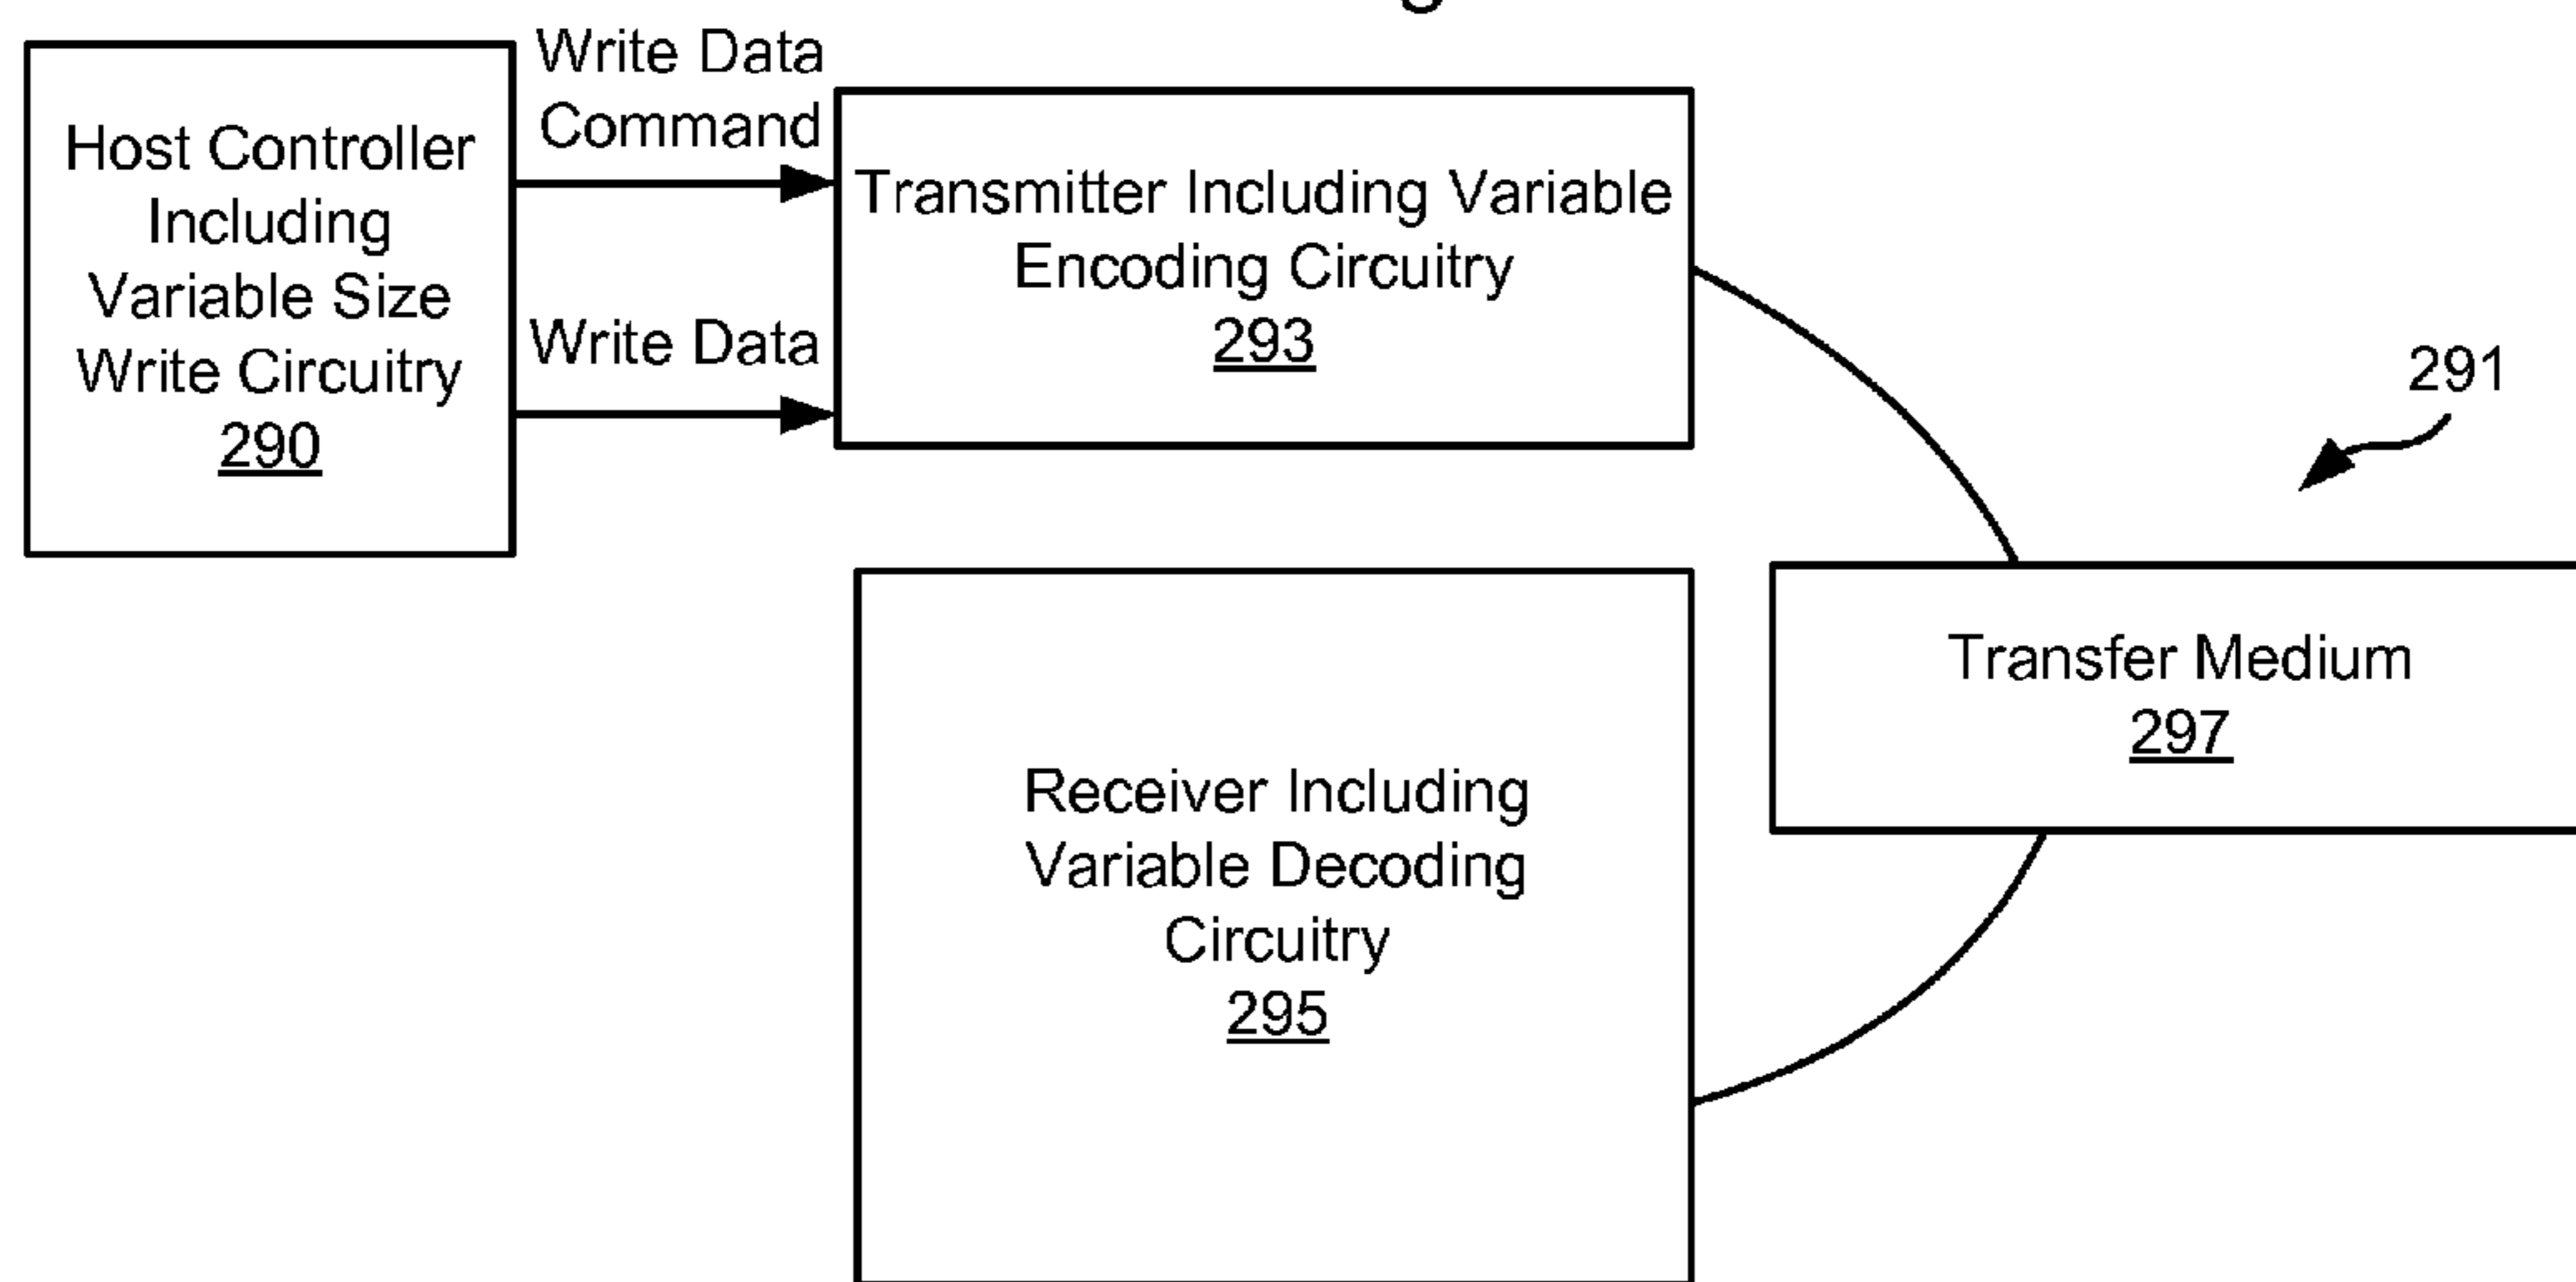 Write Data
Command
Host Controller
Including
Variable Size
Write Circuitry
290
Write Data
Transmitter Including Variable
Encoding Circuitry
293
291
Transfer Medium
297
Receiver Including
Variable Decoding
Circuitry
295